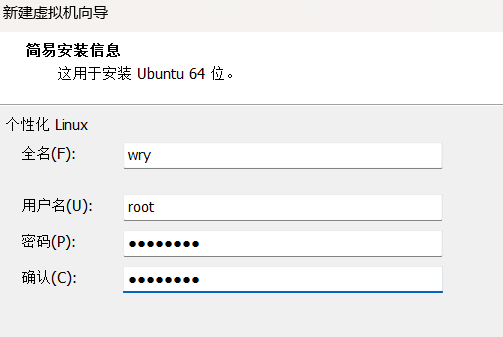 新建虚拟机向导
简易安装信息
这用于安装 Ubuntu 64 位。
个性化 Linux
全名(F): wry
用户名(U): root
密码(P): ●●●●●●●●
确认(C): ●●●●●●●●